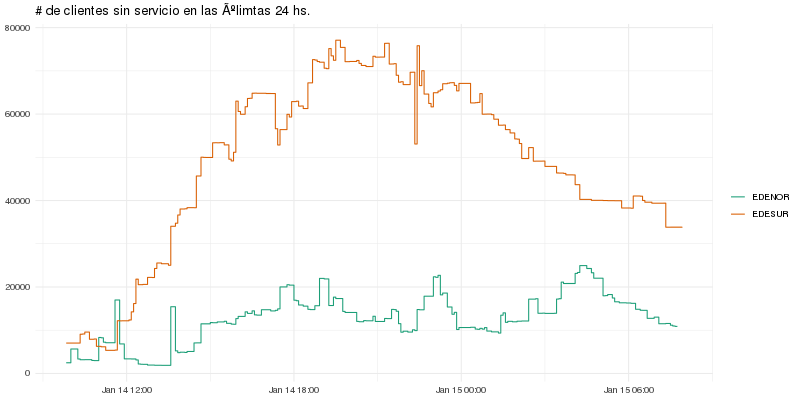 # de clientes sin servicio en las Ãºlimtas 24 hs.
80000
60000
40000
20000
0
Jan 14 12:00
Jan 14 18:00
Jan 15 00:00
Jan 15 06:00
EDENOR
EDESUR